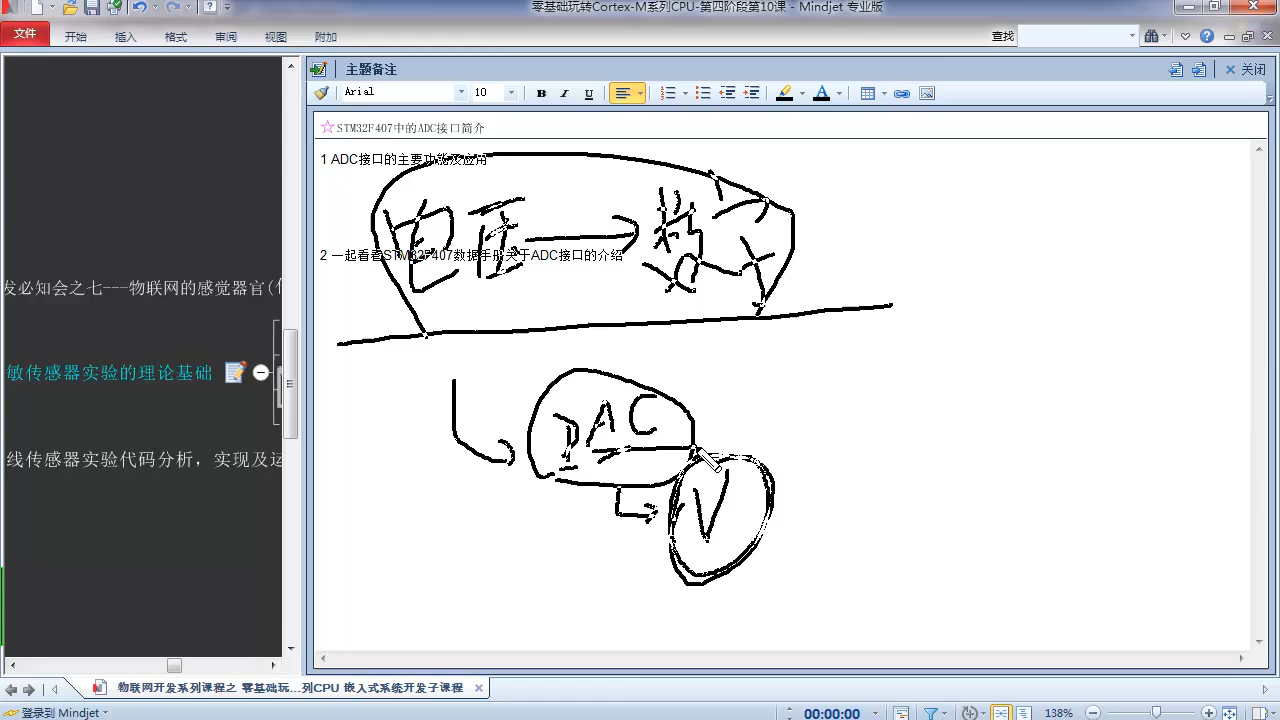 零基础玩转Cortex-M系列CPU-第四阶段第10课 - Mindjet 专业版
文件 开始 插入 格式 审阅 视图 附加 查找
主题备注 关闭
Arial 10 B I U A
STM32F407中的ADC接口简介
1 ADC接口的主要功能及应用
电压 数字
2 一起看看STM32F407数据手册关于ADC接口的介绍
发必知会之七---物联网的感觉器官(
敏传感器实验的理论基础
DAC
线传感器实验代码分析，实现及运
V
物联网开发系列课程之 零基础玩...列CPU 嵌入式系统开发子课程
登录到 Mindjet 00:00:00 138%